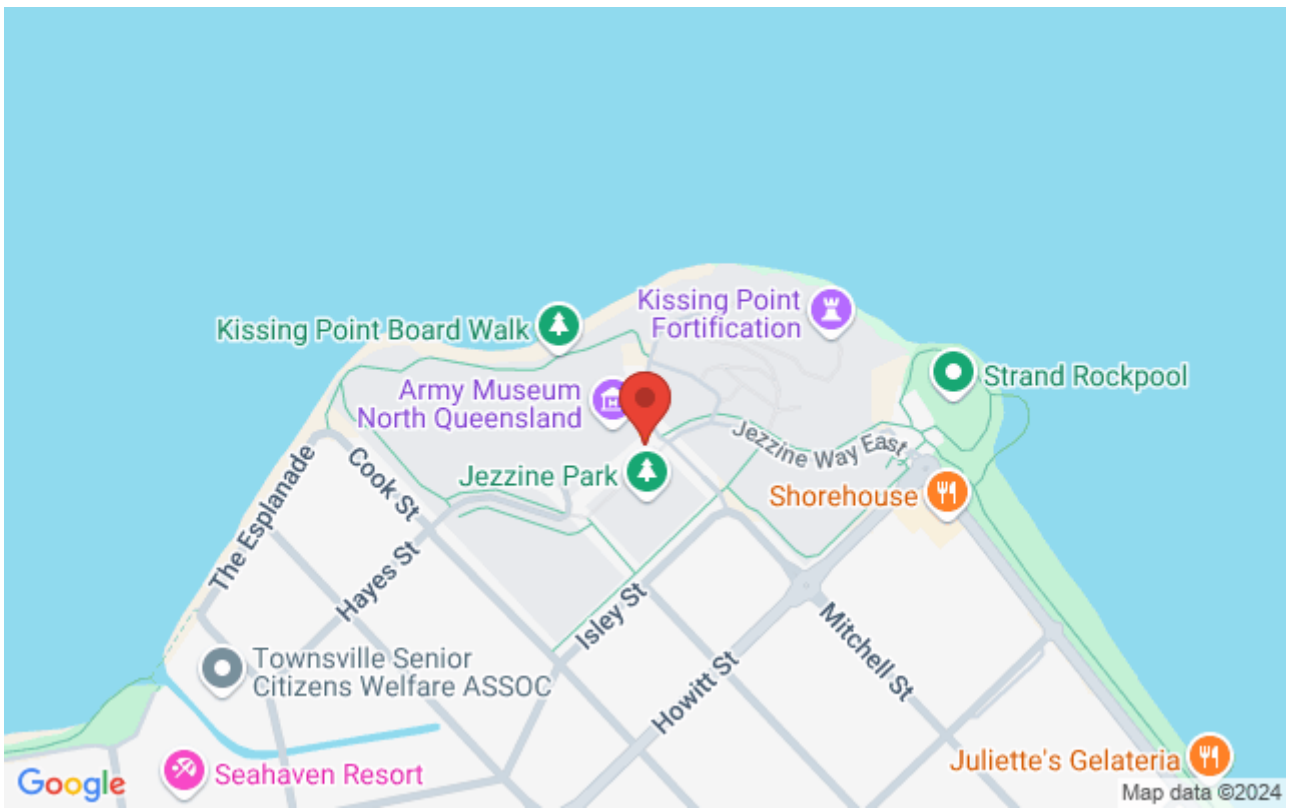 Kissing Point
Fortification
Kissing Point Board Walk
Strand Rockpool
Army Museum
North Queensland
Jezzine Way East
Jezzine Park
Shorehouse
Cook St
The Esplanade
Hayes St
Isley St
Mitchell St
Howitt St
Townsville Senior
Citizens Welfare ASSOC
Juliette's Gelateria
Seahaven Resort
Google
Map data ©2024